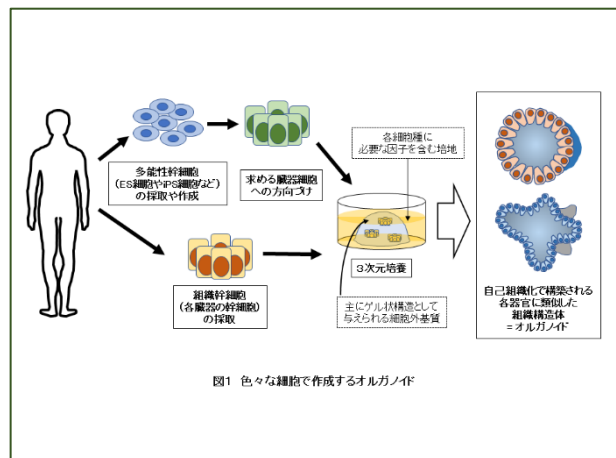 多能性幹細胞
(ES細胞やiPS細胞など)
の採取や作成
求める臓器細胞
への方向づけ
組織幹細胞
(各臓器の幹細胞)
の採取
各細胞種に
必要な因子を含む培地
3次元培養
主にゲル状構造として
与えられる細胞外基質
自己組織化で構築される
各器官に類似した
組織構造体
=オルガノイド
図1 色々な細胞で作成するオルガノイド